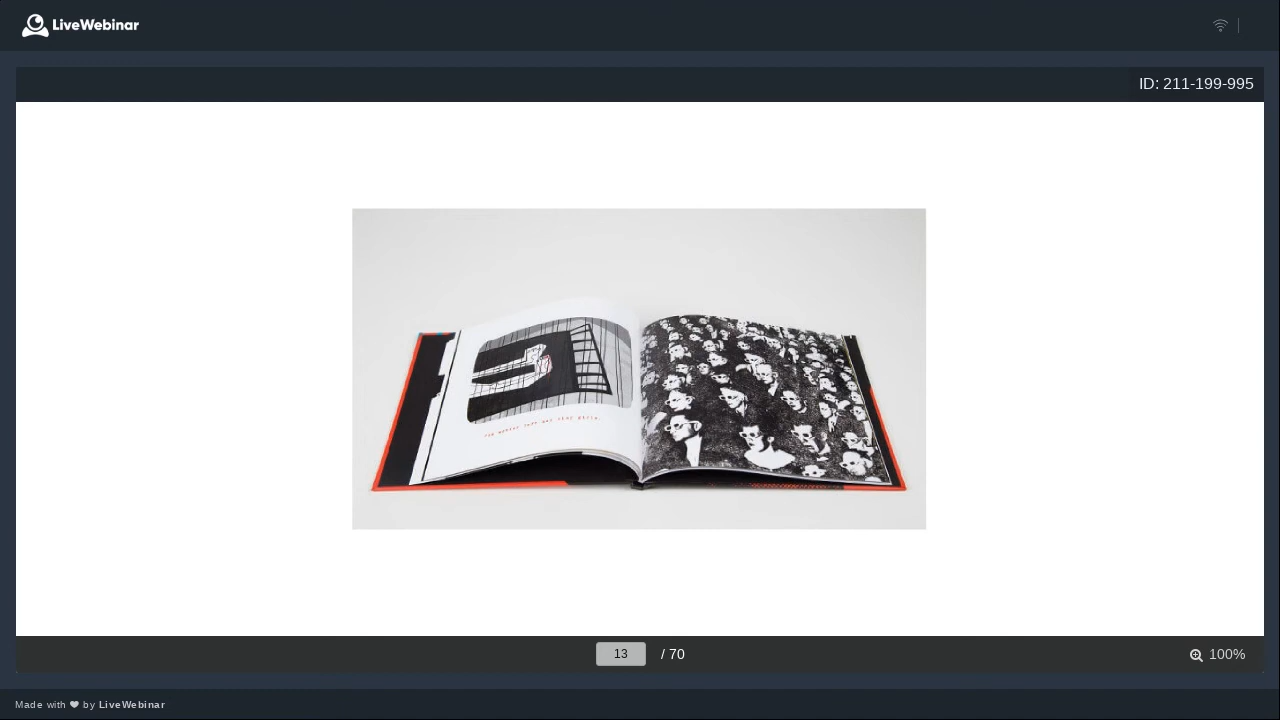 LiveWebinar
ID: 211-199-995
13 / 70
100%
Made with ❤ by LiveWebinar